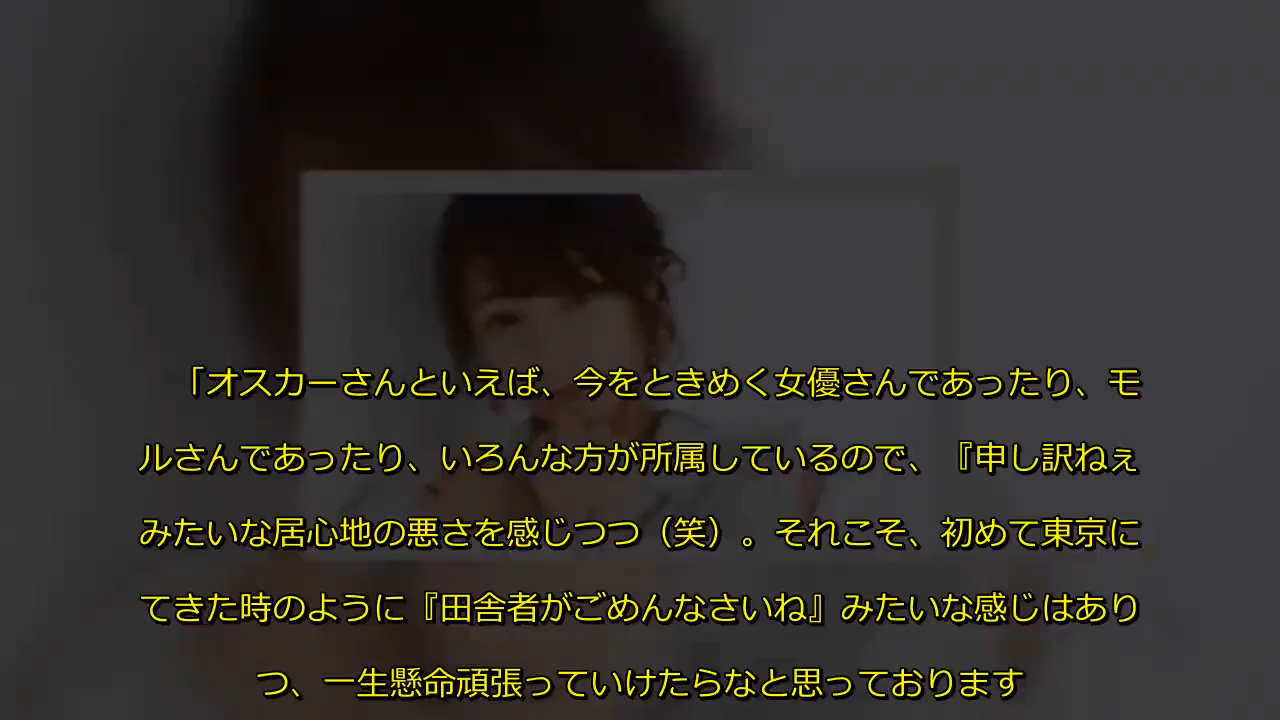 「オスカーさんといえば、今をときめく女優さんであったり、モ
ルさんであったり、いろんな方が所属しているので、『申し訳ねぇ
みたいな居心地の悪さを感じつつ（笑）。それこそ、初めて東京に
てきた時のように『田舎者がごめんなさいね』みたいな感じはあり
つ、一生懸命頑張っていけたらなと思っております